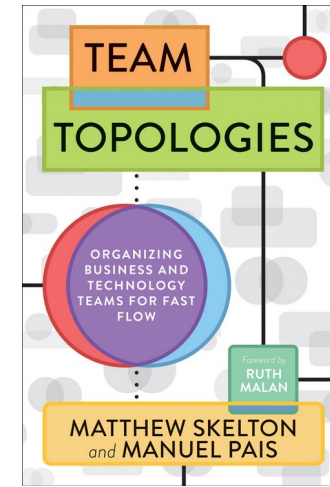 TEAM
TOPOLOGIES
ORGANIZING
BUSINESS AND
TECHNOLOGY
TEAMS FOR FAST
FLOW
Foreword by
RUTH
MALAN
MATTHEW SKELTON
and MANUEL PAIS